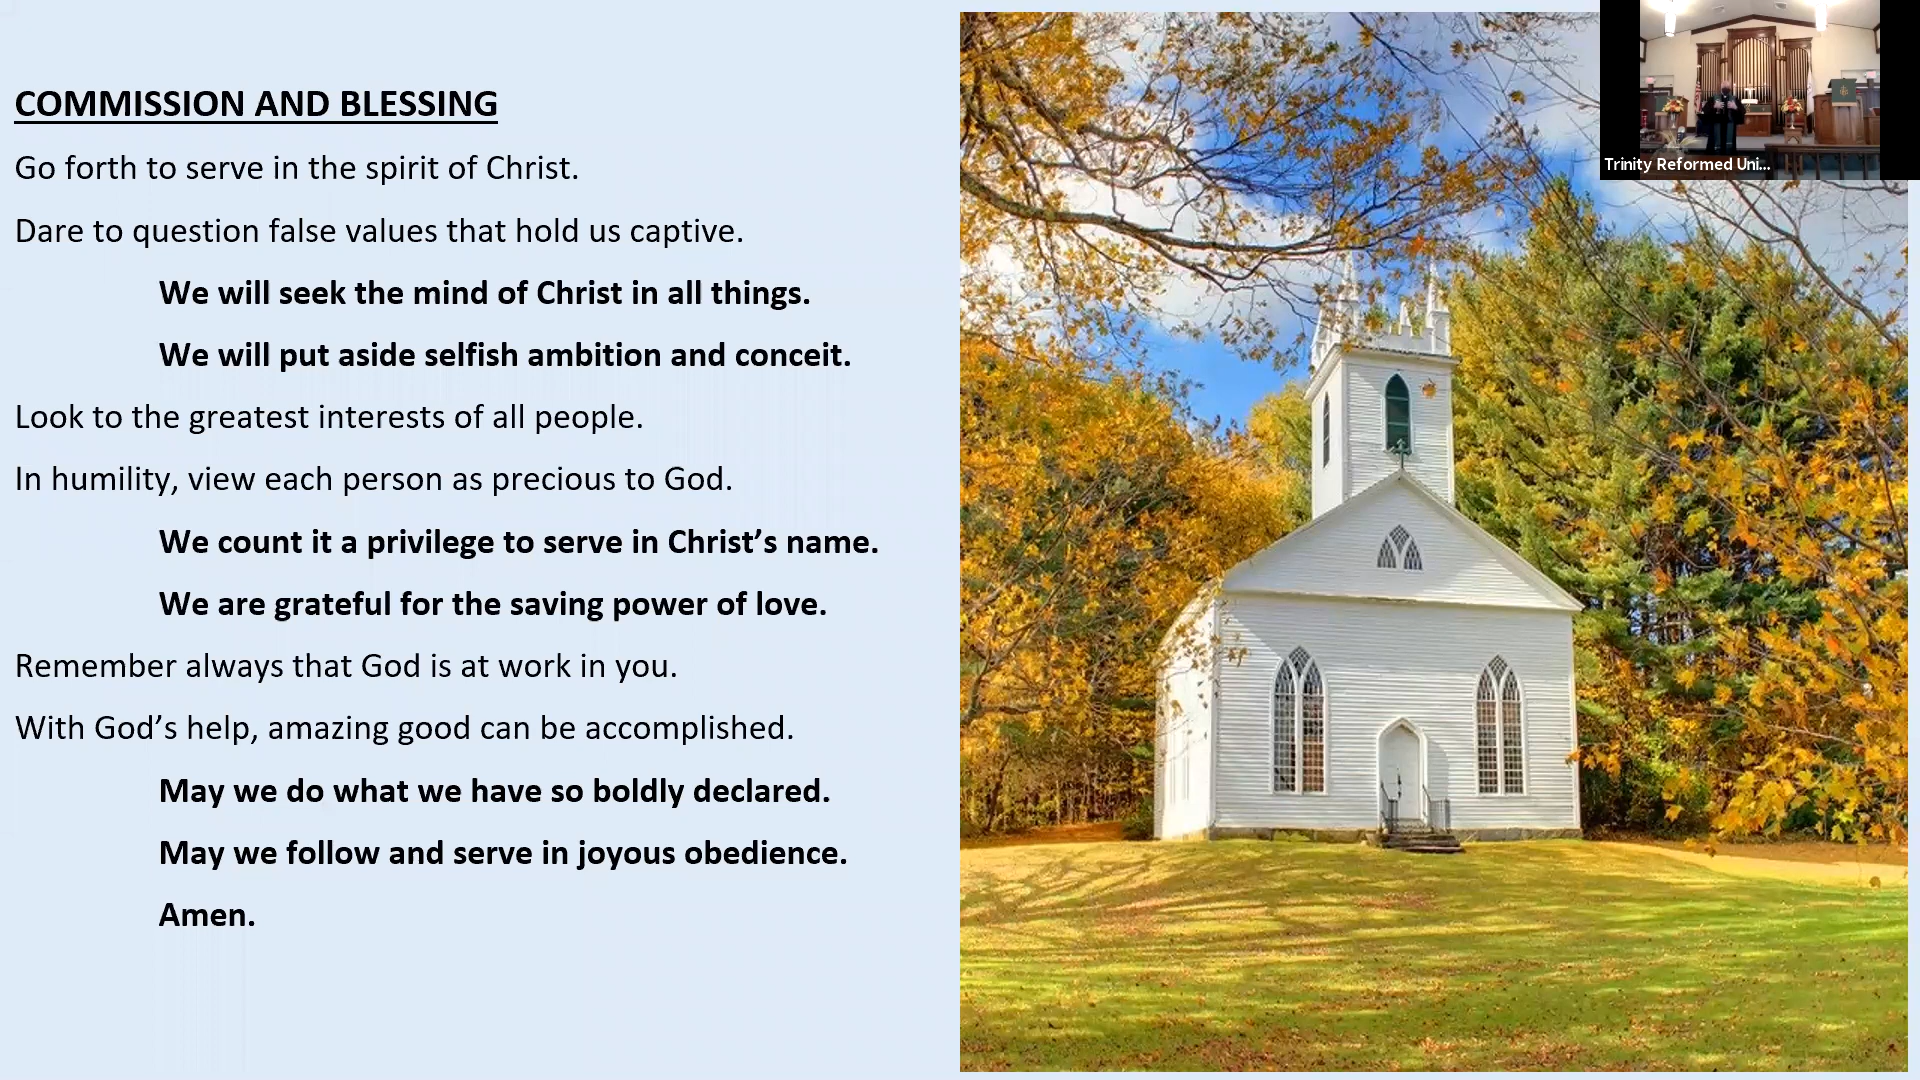 COMMISSION AND BLESSING
Go forth to serve in the spirit of Christ.
Dare to question false values that hold us captive.
We will seek the mind of Christ in all things.
We will put aside selfish ambition and conceit.
Look to the greatest interests of all people.
In humility, view each person as precious to God.
We count it a privilege to serve in Christ’s name.
We are grateful for the saving power of love.
Remember always that God is at work in you.
With God’s help, amazing good can be accomplished.
May we do what we have so boldly declared.
May we follow and serve in joyous obedience.
Amen.
Trinity Reformed Uni...